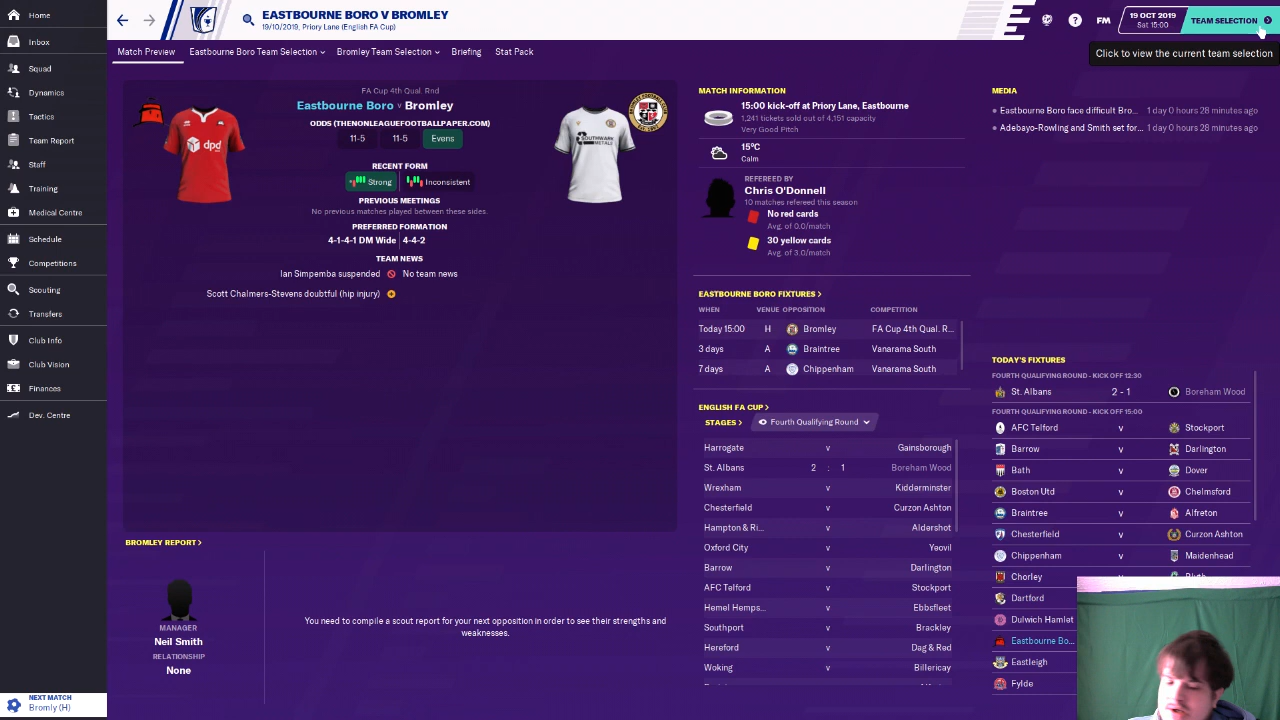 EASTBOURNE BORO V BROMLEY
19/10/2019, Priory Lane (English FA Cup)
FM
19 OCT 2019
Sat 15:00
TEAM SELECTION
Click to view the current team selection
Home
Inbox
Squad
Dynamics
Tactics
Team Report
Staff
Training
Medical Centre
Schedule
Competitions
Scouting
Transfers
Club Info
Club Vision
Finances
Dev. Centre
NEXT MATCH
Bromly (H)
Match Preview
Eastbourne Boro Team Selection
Bromley Team Selection
Briefing
Stat Pack
FA Cup 4th Qual. Rnd
Eastbourne Boro v Bromley
ODDS (THENONLEAGUEFOOTBALLPAPER.COM)
11-5 11-5 Evens
dpd
SOUTHWARK METALS
RECENT FORM
Strong Inconsistent
PREVIOUS MEETINGS
No previous matches played between these sides.
PREFERRED FORMATION
4-1-4-1 DM Wide 4-4-2
TEAM NEWS
Ian Simpemba suspended No team news
Scott Chalmers-Stevens doubtful (hip injury)
BROMLEY REPORT
MANAGER
Neil Smith
RELATIONSHIP
None
You need to compile a scout report for your next opposition in order to see their strengths and
weaknesses.
MATCH INFORMATION
15:00 kick-off at Priory Lane, Eastbourne
1,241 tickets sold out of 4,151 capacity
Very Good Pitch
15°C
Calm
REFEREED BY
Chris O'Donnell
10 matches refereed this season
No red cards
Avg. of 0.0/match
30 yellow cards
Avg. of 3.0/match
EASTBOURNE BORO FIXTURES
WHEN VENUE OPPOSITION COMPETITION
Today 15:00 H Bromley FA Cup 4th Qual. R...
3 days A Braintree Vanarama South
7 days A Chippenham Vanarama South
ENGLISH FA CUP
STAGES Fourth Qualifying Round
Harrogate v Gainsborough
St. Albans 2 : 1 Boreham Wood
Wrexham v Kidderminster
Chesterfield v Curzon Ashton
Hampton & Ri... v Aldershot
Oxford City v Yeovil
Barrow v Darlington
AFC Telford v Stockport
Hemel Hemps... v Ebbsfleet
Southport v Brackley
Hereford v Dag & Red
Woking v Billericay
MEDIA
Eastbourne Boro face difficult Bro... 1 day 0 hours 28 minutes ago
Adebayo-Rowling and Smith set for... 1 day 0 hours 28 minutes ago
TODAY'S FIXTURES
FOURTH QUALIFYING ROUND - KICK OFF 12:30
St. Albans 2 - 1 Boreham Wood
FOURTH QUALIFYING ROUND - KICK OFF 15:00
AFC Telford v Stockport
Barrow v Darlington
Bath v Dover
Boston Utd v Chelmsford
Braintree v Alfreton
Chesterfield v Curzon Ashton
Chippenham v Maidenhead
Chorley
Dartford
Dulwich Hamlet
Eastbourne Bo...
Eastleigh
Fylde